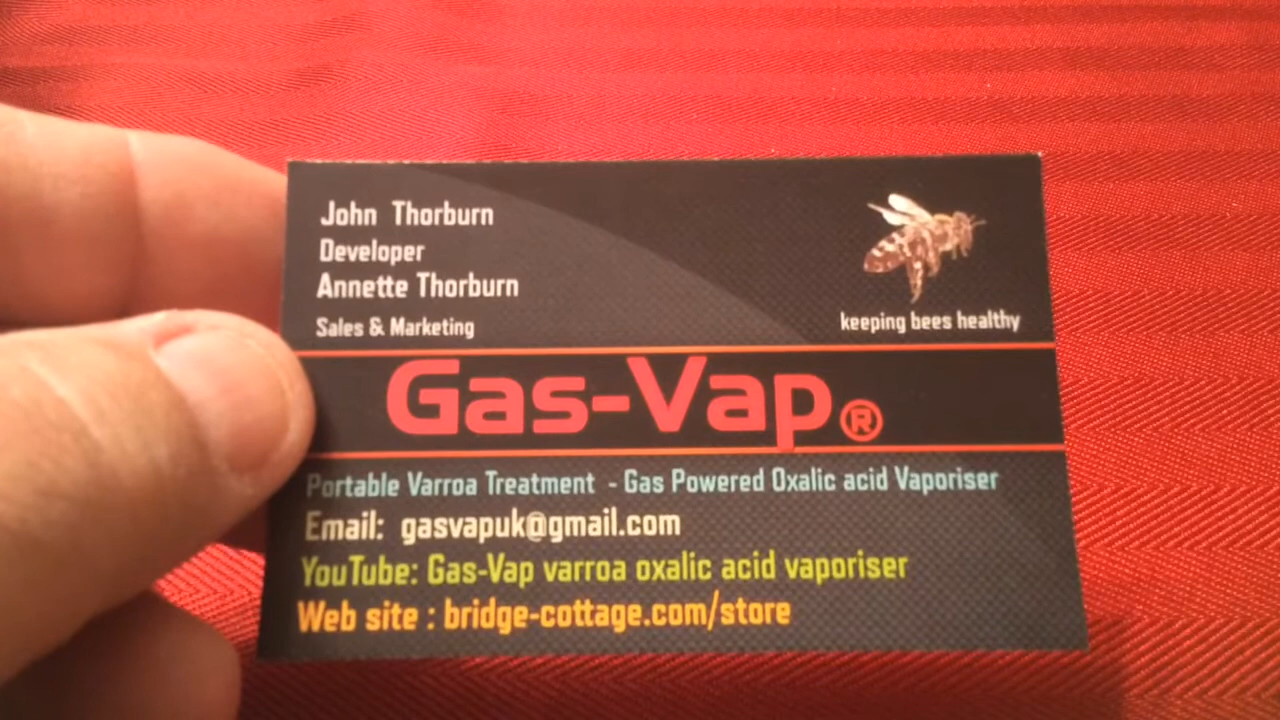 John Thorburn
Developer
Annette Thorburn
Sales & Marketing
keeping bees healthy
Gas-Vap®
Portable Varroa Treatment - Gas Powered Oxalic acid Vaporiser
Email: gasvapuk@gmail.com
YouTube: Gas-Vap varroa oxalic acid vaporiser
Web site : bridge-cottage.com/store